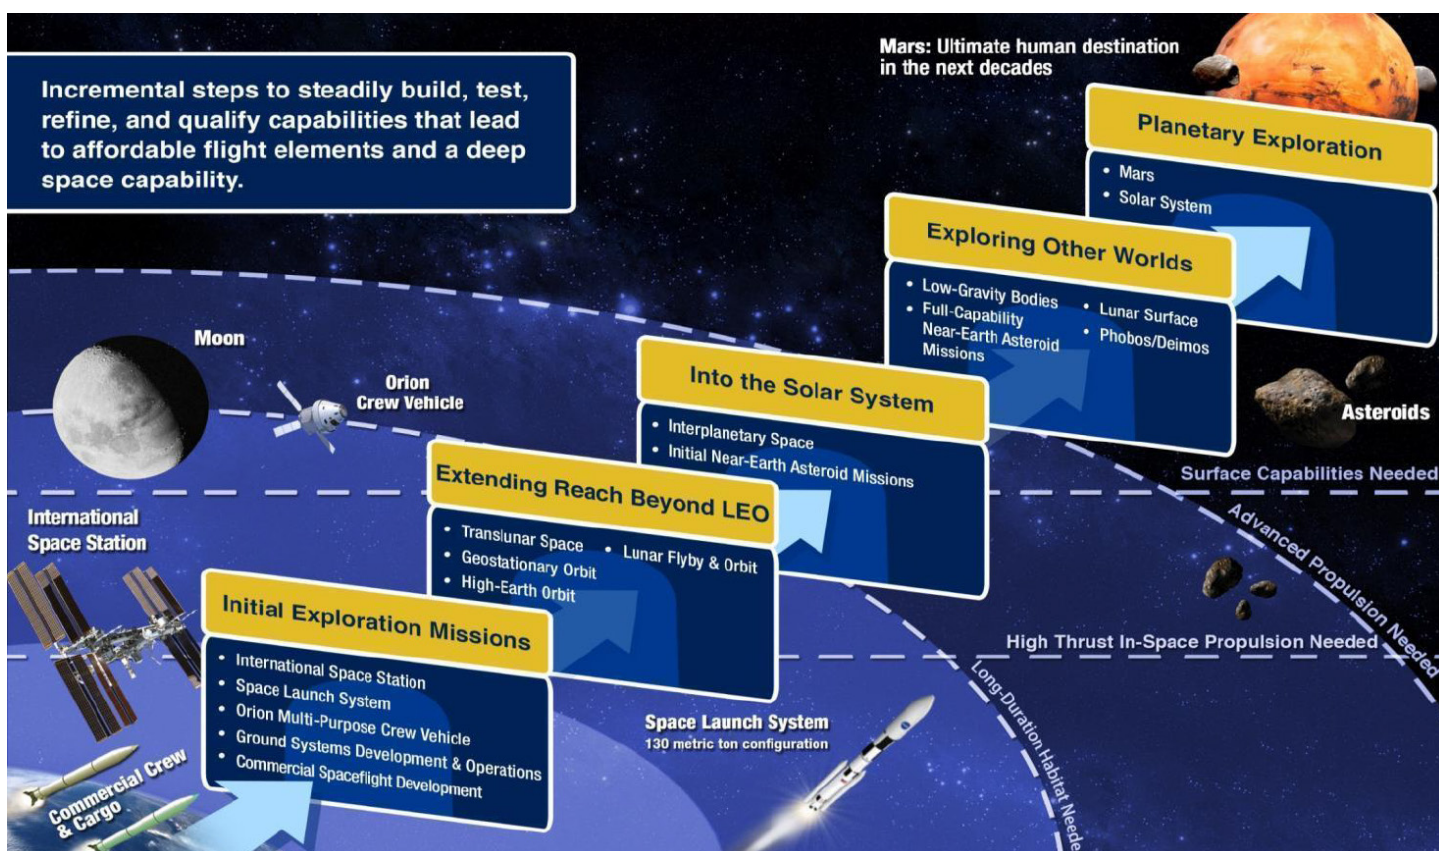 Incremental steps to steadily build, test,
refine, and qualify capabilities that lead
to affordable flight elements and a deep
space capability.
Mars: Ultimate human destination
in the next decades
Planetary Exploration
• Mars
• Solar System
Exploring Other Worlds
• Low-Gravity Bodies
• Full-Capability
Near-Earth Asteroid
Missions
• Lunar Surface
• Phobos/Deimos
Moon
Orion
Crew Vehicle
Into the Solar System
• Interplanetary Space
• Initial Near-Earth Asteroid Missions
Asteroids
Surface Capabilities Needed
Extending Reach Beyond LEO
• Translunar Space
• Geostationary Orbit
• High-Earth Orbit
• Lunar Flyby & Orbit
International
Space Station
Advanced Propulsion Needed
High Thrust In-Space Propulsion Needed
Long-Duration Habitat Neede
Initial Exploration Missions
• International Space Station
• Space Launch System
• Orion Multi-Purpose Crew Vehicle
• Ground Systems Development & Operations
• Commercial Spaceflight Development
Space Launch System
130 metric ton configuration
Commercial Crew
& Cargo